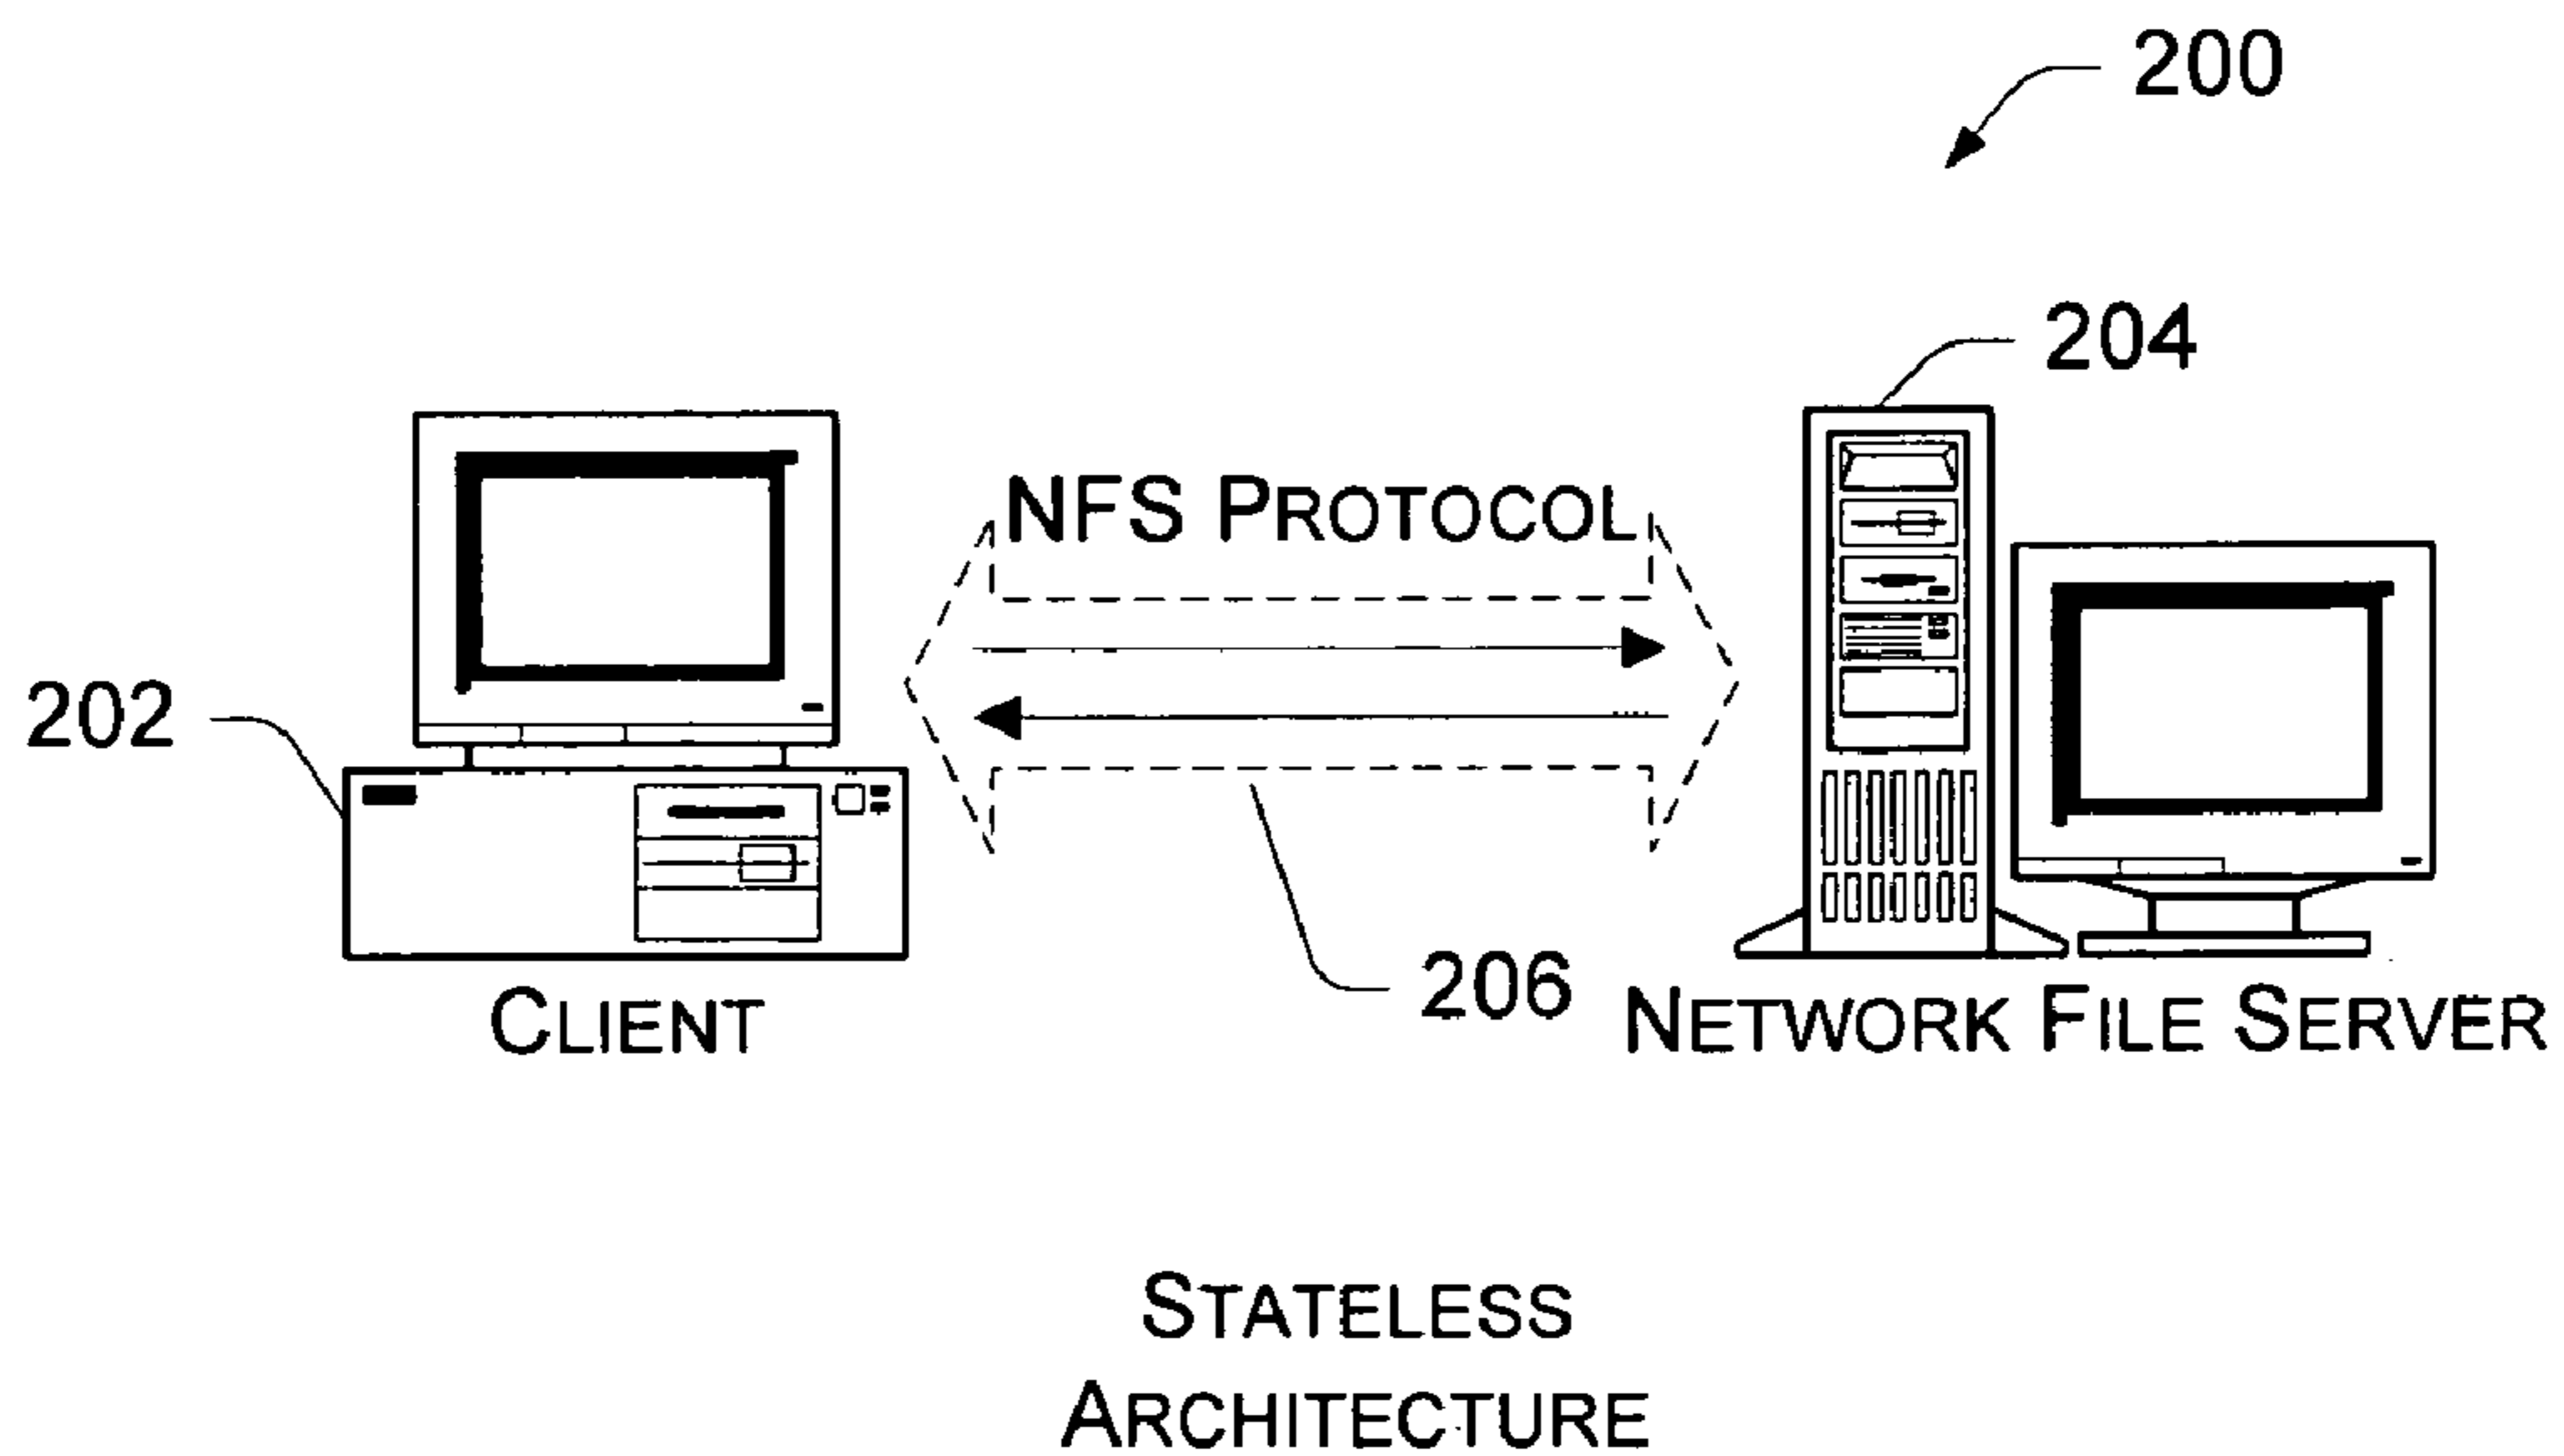 200
204
NFS PROTOCOL
202
206
CLIENT
NETWORK FILE SERVER
STATELESS
ARCHITECTURE